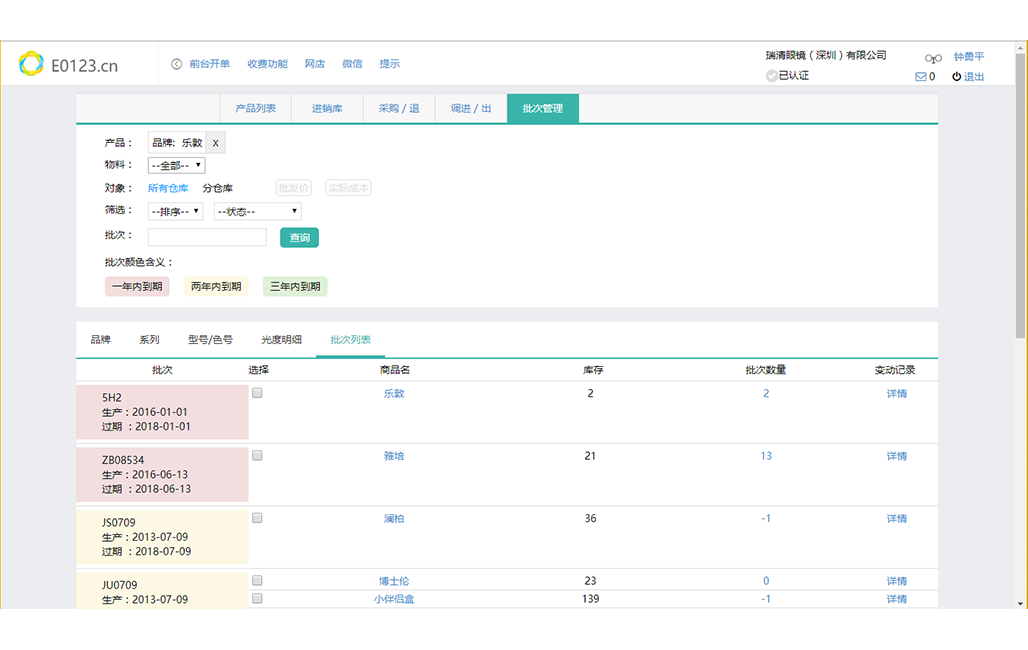 E0123.cn
前台开单 收费功能 网店 微信 提示
瑞清眼镜（深圳）有限公司
已认证
钟勇平
0 退出
产品列表 进销库 采购 / 退 调进 / 出 批次管理
产品： 品牌: 乐敦 X
物料： --全部--
对象： 所有仓库 分仓库 批发价 实际成本
筛选： --排序-- --状态--
批次： 查询
批次颜色含义：
一年内到期 两年内到期 三年内到期
品牌 系列 型号/色号 光度明细 批次列表
批次 选择 商品名 库存 批次数量 变动记录
5H2 乐敦 2 2 详情
生产：2016-01-01
过期 ：2018-01-01
ZB08534 雅培 21 13 详情
生产：2016-06-13
过期 ：2018-06-13
JS0709 澜柏 36 -1 详情
生产：2013-07-09
过期 ：2018-07-09
JU0709 博士伦 23 0 详情
生产：2013-07-09 小伴侣盒 139 -1 详情